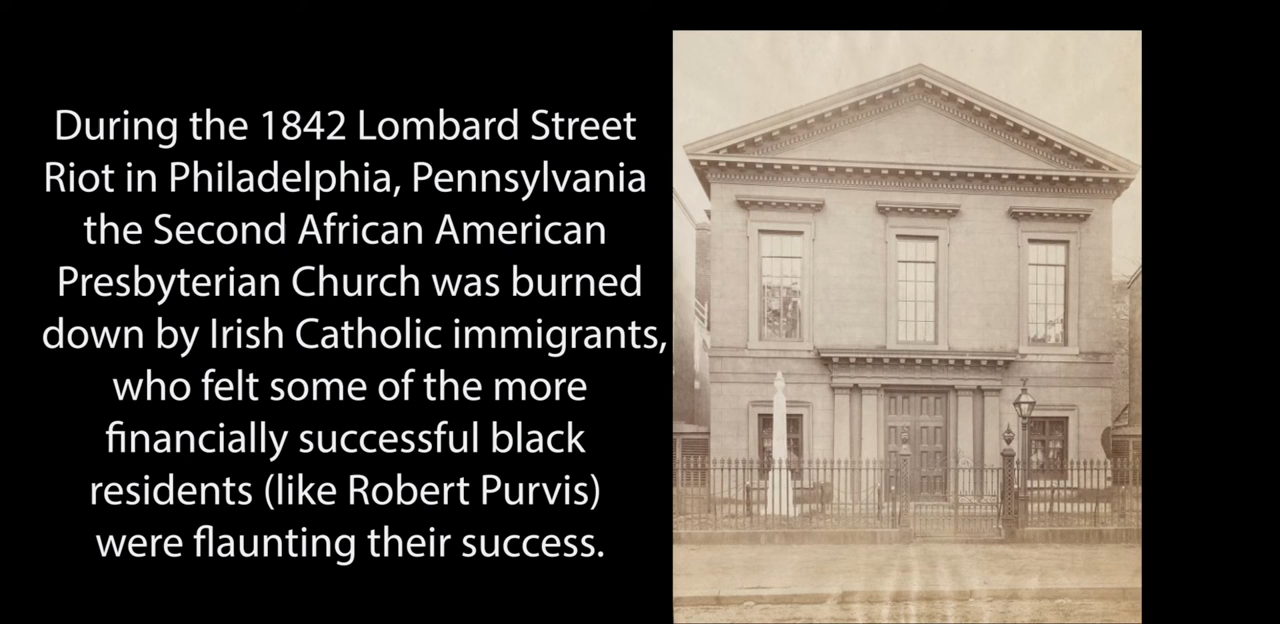 During the 1842 Lombard Street
Riot in Philadelphia, Pennsylvania
the Second African American
Presbyterian Church was burned
down by Irish Catholic immigrants,
who felt some of the more
financially successful black
residents (like Robert Purvis)
were flaunting their success.